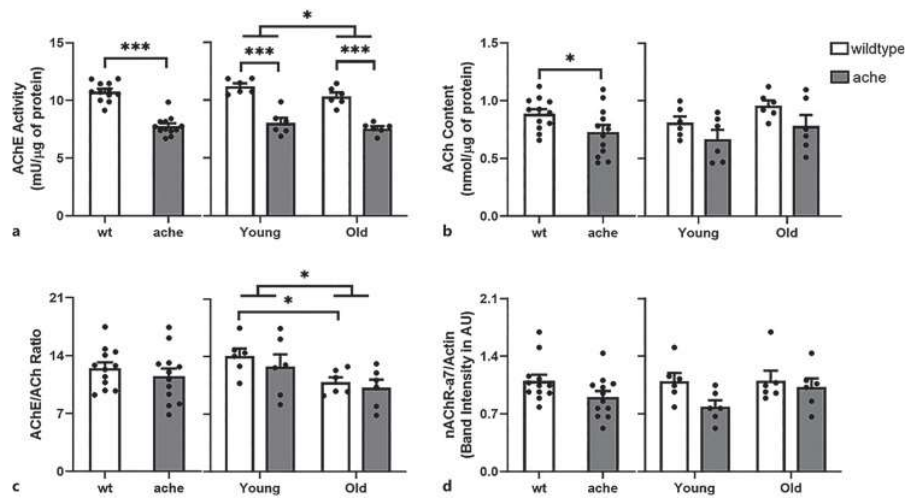 *
***
***
***
15
10
5
0
AChE Activity
(mU/µg of protein)
wt
ache
Young
Old
a
*
1.5
1.0
0.5
0.0
ACh Content
(nmol/µg of protein)
wt
ache
Young
Old
b
wildtype
ache
*
*
21
14
7
0
AChE/ACh Ratio
wt
ache
Young
Old
c
2.1
1.4
0.7
0.0
nAChR-a7/Actin
(Band Intensity in AU)
wt
ache
Young
Old
d